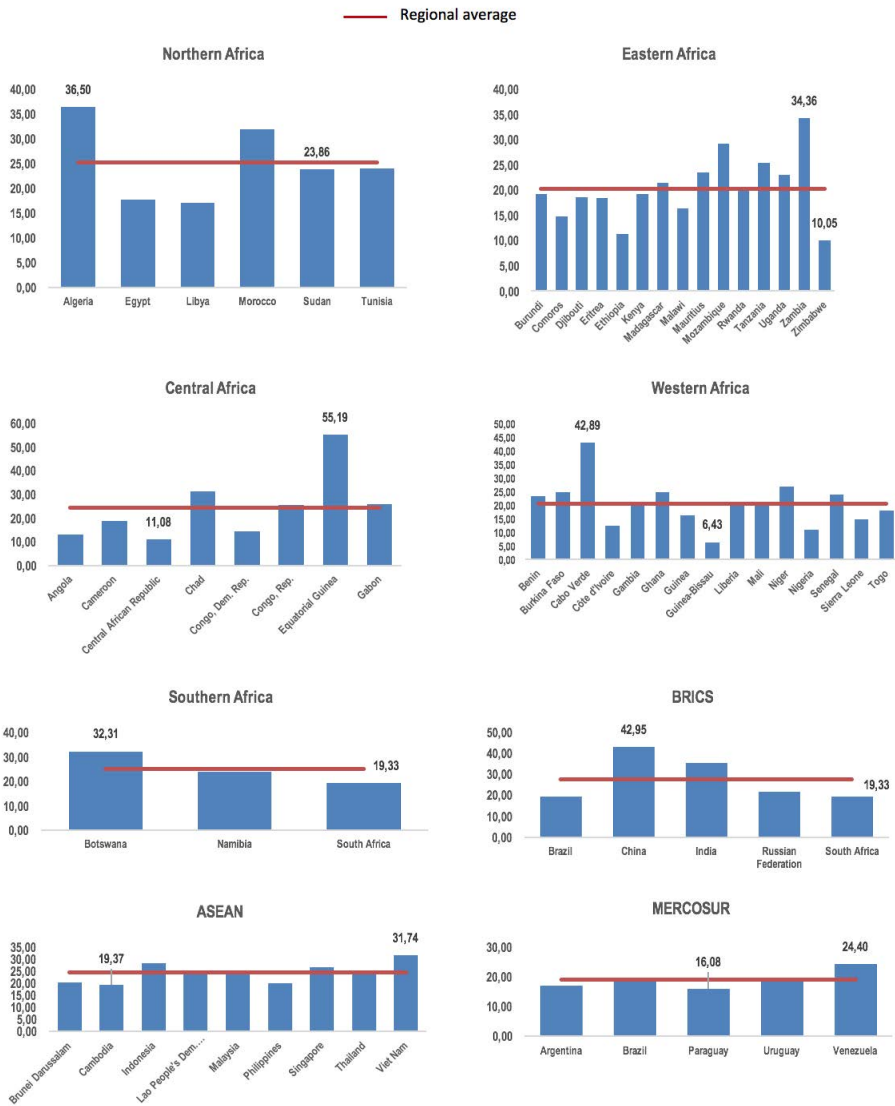 Regional average
Northern Africa
40,00
35,00
30,00
25,00
20,00
15,00
10,00
5,00
0,00
36,50
23,86
Algeria
Egypt
Libya
Morocco
Sudan
Tunisia
Eastern Africa
40,00
35,00
30,00
25,00
20,00
15,00
10,00
5,00
0,00
34,36
10,05
Burundi
Comoros
Djibouti
Eritrea
Ethiopia
Kenya
Madagascar
Malawi
Mauritius
Mozambique
Rwanda
Tanzania
Uganda
Zambia
Zimbabwe
Central Africa
60,00
50,00
40,00
30,00
20,00
10,00
0,00
11,08
55,19
Angola
Cameroon
Central African Republic
Chad
Congo, Dem. Rep.
Congo, Rep.
Equatorial Guinea
Gabon
Western Africa
50,00
45,00
40,00
35,00
30,00
25,00
20,00
15,00
10,00
5,00
0,00
42,89
6,43
Benin
Burkina Faso
Cabo Verde
Côte d'Ivoire
Gambia
Ghana
Guinea
Guinea-Bissau
Liberia
Mali
Niger
Nigeria
Senegal
Sierra Leone
Togo
Southern Africa
40,00
30,00
20,00
10,00
0,00
32,31
19,33
Botswana
Namibia
South Africa
BRICS
50,00
40,00
30,00
20,00
10,00
0,00
42,95
19,33
Brazil
China
India
Russian
Federation
South Africa
ASEAN
35,00
30,00
25,00
20,00
15,00
10,00
5,00
0,00
19,37
31,74
Brunei Darussalam
Cambodia
Indonesia
Lao People's Dem....
Malaysia
Philippines
Singapore
Thailand
Viet Nam
MERCOSUR
30,00
20,00
10,00
0,00
16,08
24,40
Argentina
Brazil
Paraguay
Uruguay
Venezuela